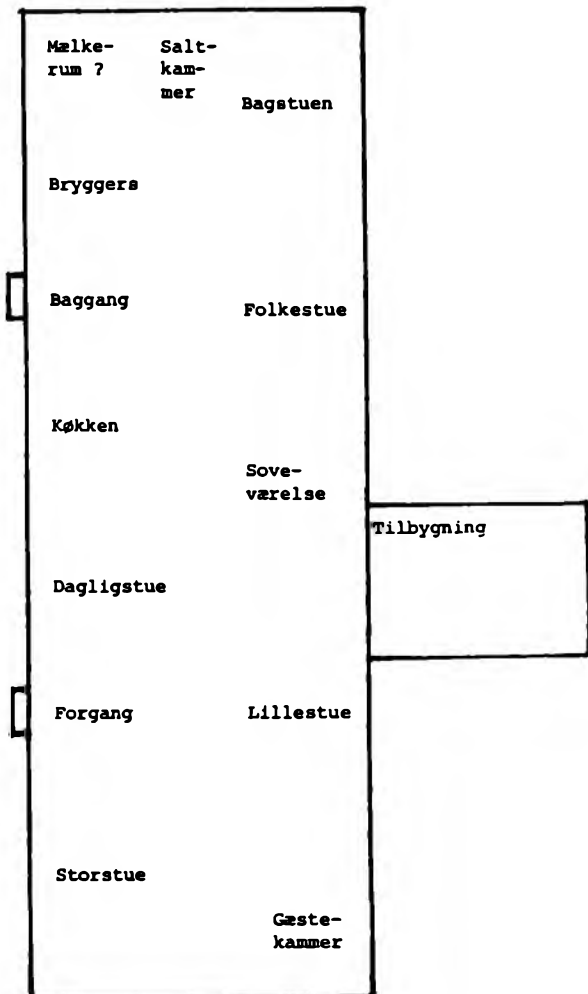 Mælke-
rum ?
Salt-
kam-
mer
Bagstuen
Bryggers
Baggang
Folkestue
Køkken
Sove-
værelse
Tilbygning
Dagligstue
Forgang
Lillestue
Storstue
Gæste-
kammer